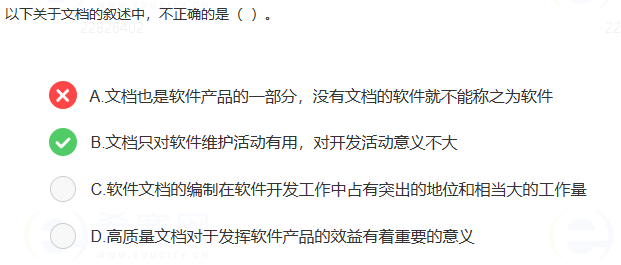 以下关于文档的叙述中，不正确的是（ ）。
A.文档也是软件产品的一部分，没有文档的软件就不能称之为软件
B.文档只对软件维护活动有用，对开发活动意义不大
C.软件文档的编制在软件开发工作中占有突出的地位和相当大的工作量
D.高质量文档对于发挥软件产品的效益有着重要的意义